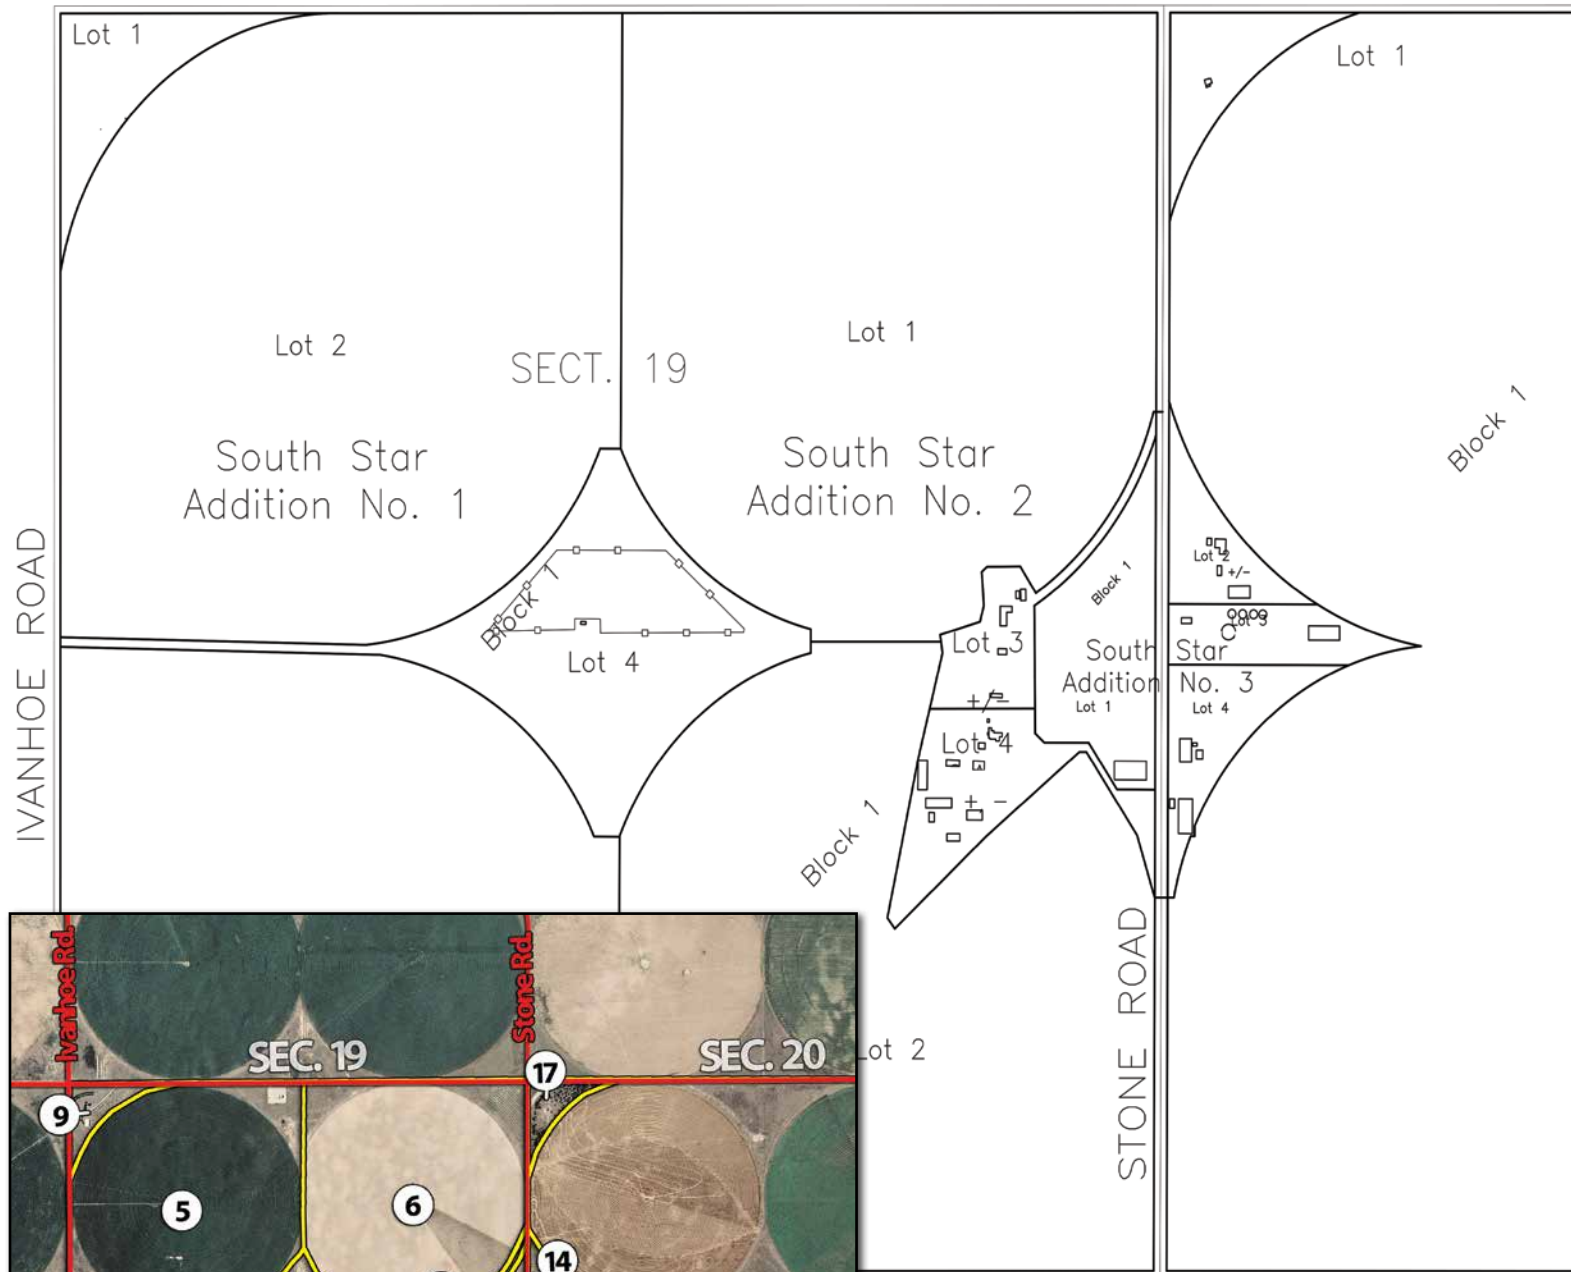 Lot 1
Lot 1
Lot 2
Lot 1
SECT. 19
Block 1
South Star
Addition No. 1
South Star
Addition No. 2
IVANHOE ROAD
Block 1
Lot 4
Block 1
Lot 2
+/-
Lot 3
Lot 3
South Star
Addition No. 3
Lot 1
Lot 4
+ -
Lot 4
+ -
Block 1
STONE ROAD
Lot 2
Ivanhoe Rd.
Stone Rd.
SEC. 19
SEC. 20
17
9
5
6
14